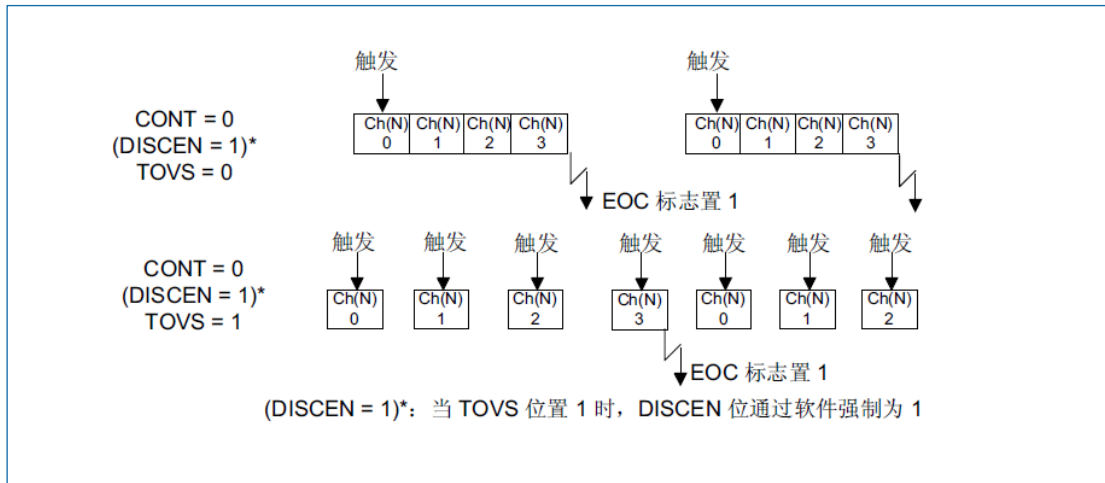 触发 触发
CONT = 0
(DISCEN = 1)*
TOVS = 0
Ch(N) Ch(N) Ch(N) Ch(N)
0 1 2 3
Ch(N) Ch(N) Ch(N) Ch(N)
0 1 2 3
EOC 标志置 1
触发 触发 触发 触发 触发 触发 触发
CONT = 0
(DISCEN = 1)*
TOVS = 1
Ch(N) Ch(N) Ch(N) Ch(N) Ch(N) Ch(N) Ch(N)
0 1 2 3 0 1 2
EOC 标志置 1
(DISCEN = 1)*: 当 TOVS 位置 1 时，DISCEN 位通过软件强制为 1